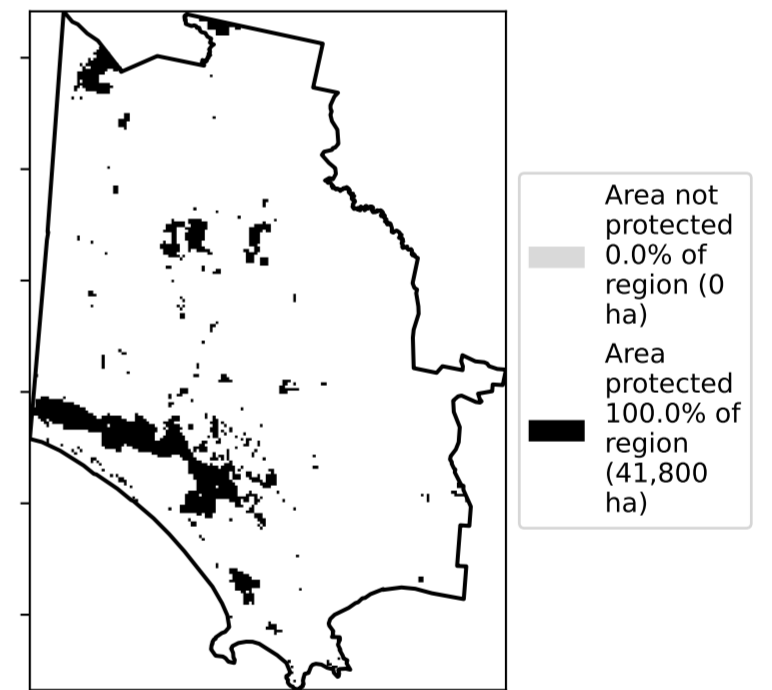 Area not
protected
0.0% of
region (0
ha)
Area
protected
100.0% of
region
(41,800
ha)